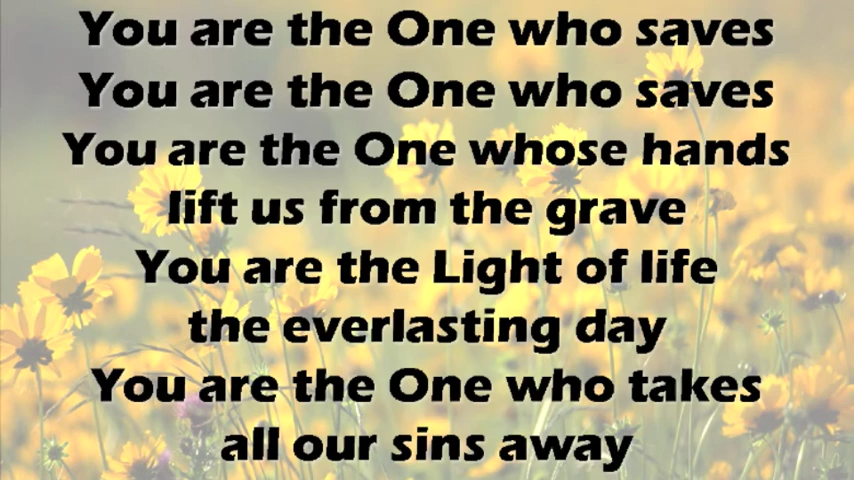 You are the One who saves
You are the One who saves
You are the One whose hands
lift us from the grave
You are the Light of life
the everlasting day
You are the One who takes
all our sins away